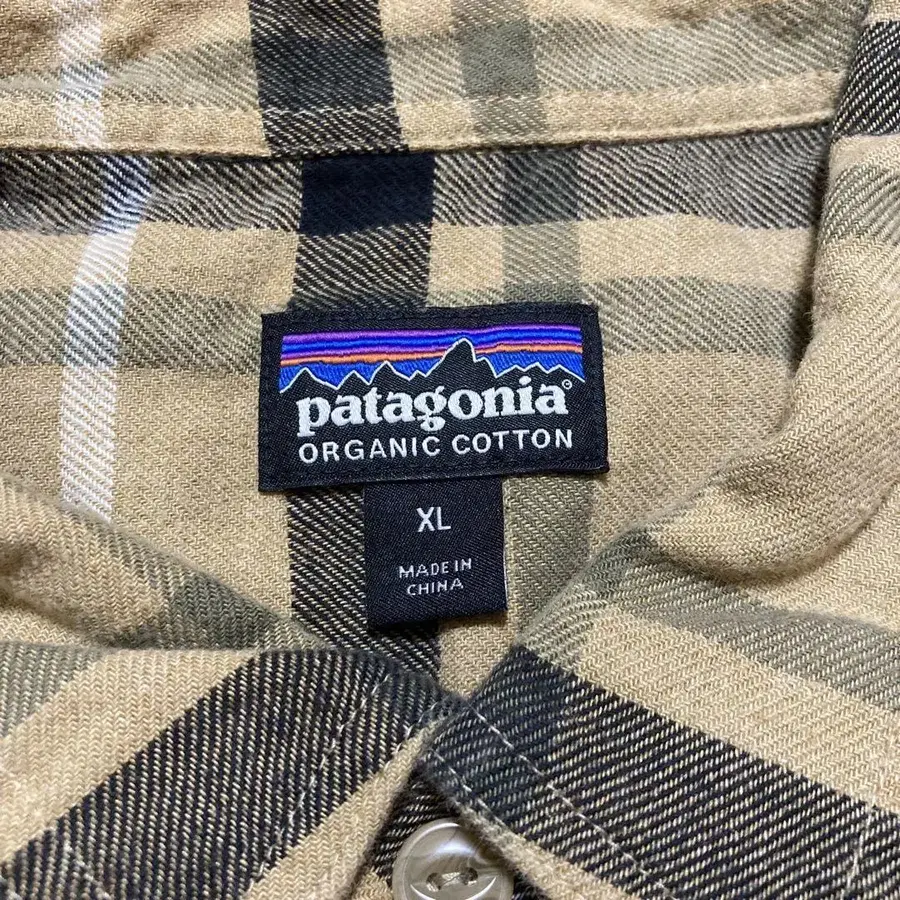 patagonia®
ORGANIC COTTON
XL
MADE IN
CHINA